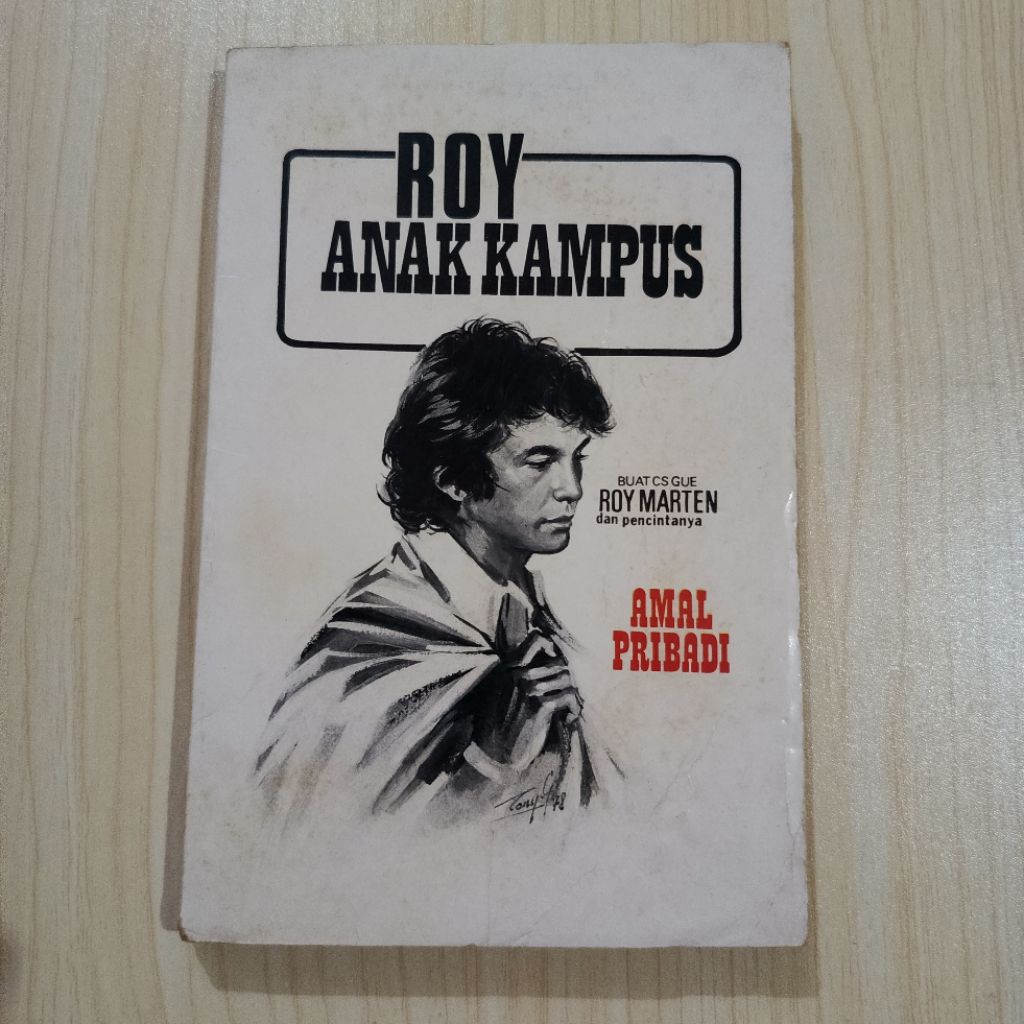 ROY
ANAK KAMPUS
BUAT CS GUE
ROY MARTEN
dan pencintanya
AMAL
PRIBADI